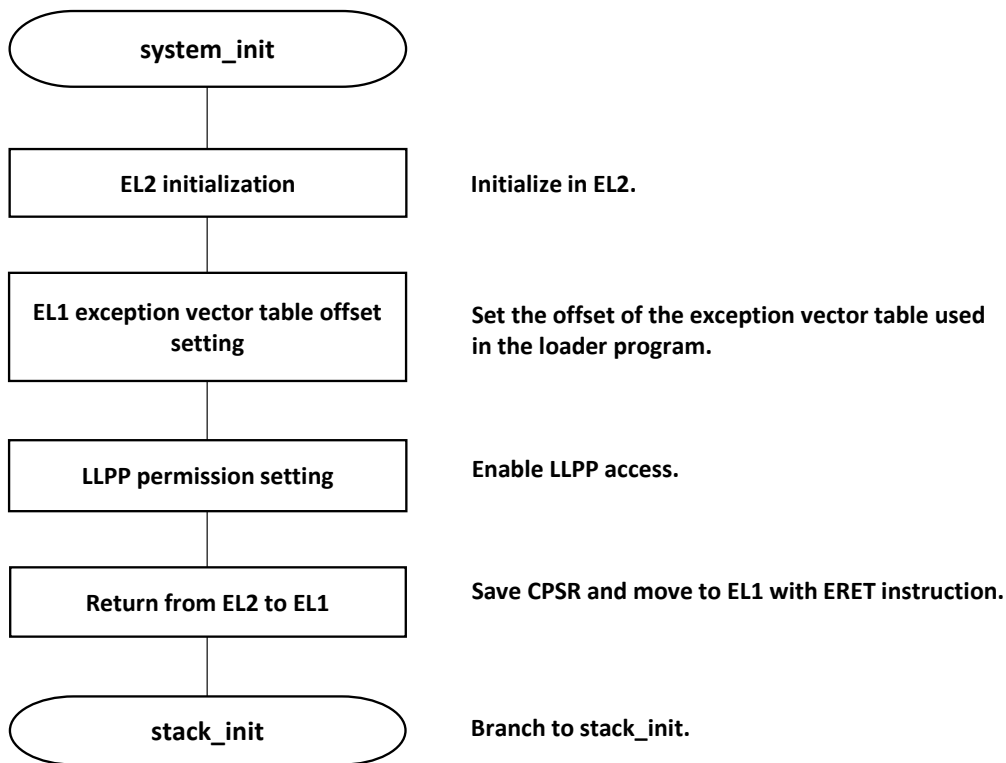 system_init
EL2 initialization
Initialize in EL2.
EL1 exception vector table offset
setting
Set the offset of the exception vector table used
in the loader program.
LLPP permission setting
Enable LLPP access.
Return from EL2 to EL1
Save CPSR and move to EL1 with ERET instruction.
stack_init
Branch to stack_init.